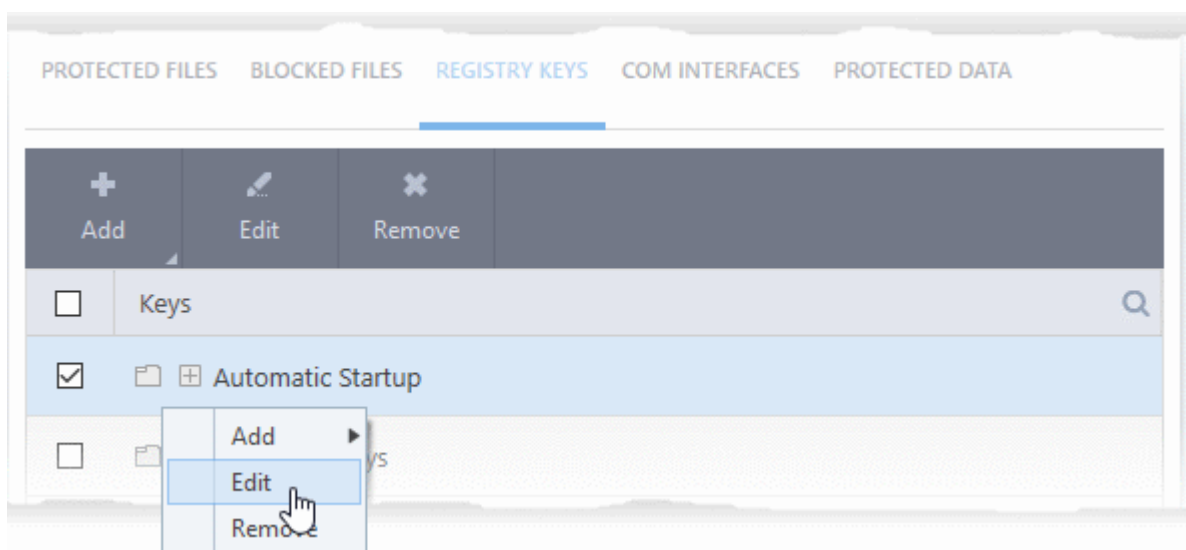 PROTECTED FILES BLOCKED FILES REGISTRY KEYS COM INTERFACES PROTECTED DATA
Add Edit Remove
Keys
Automatic Startup
Add
Edit
Remove